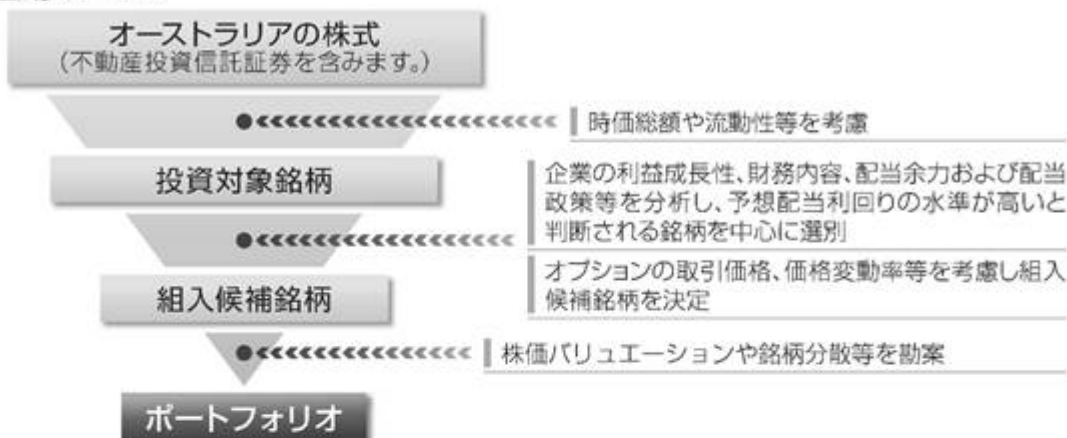 オーストラリアの株式
（不動産投資信託証券を含みます。）
時価総額や流動性等を考慮
投資対象銘柄
企業の利益成長性、財務内容、配当余力および配当
政策等を分析し、予想配当利回りの水準が高いと
判断される銘柄を中心に選別
オプションの取引価格、価格変動率等を考慮し組入
候補銘柄を決定
組入候補銘柄
株価バリュエーションや銘柄分散等を勘案
ポートフォリオ